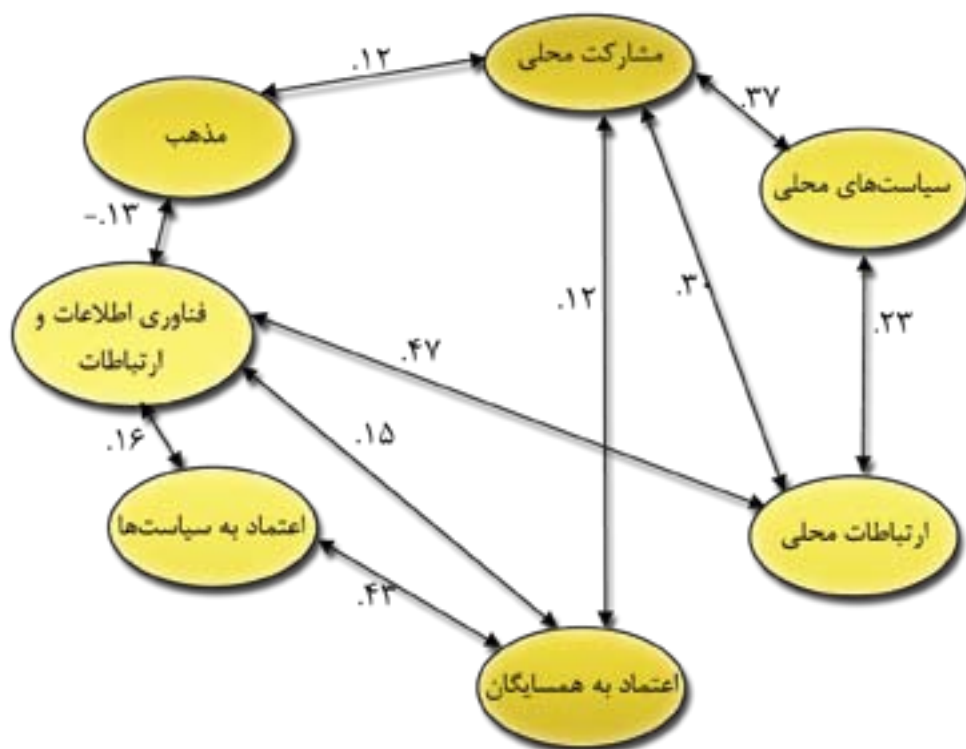 مشارکت محلی
.۱۲
.۳۷
مذهب
سیاست‌های محلی
-.۱۳
.۱۲
.۳۰
.۲۳
فناوری اطلاعات و
ارتباطات
.۴۷
.۱۶
.۱۵
اعتماد به سیاست‌ها
ارتباطات محلی
.۴۳
اعتماد به همسایگان